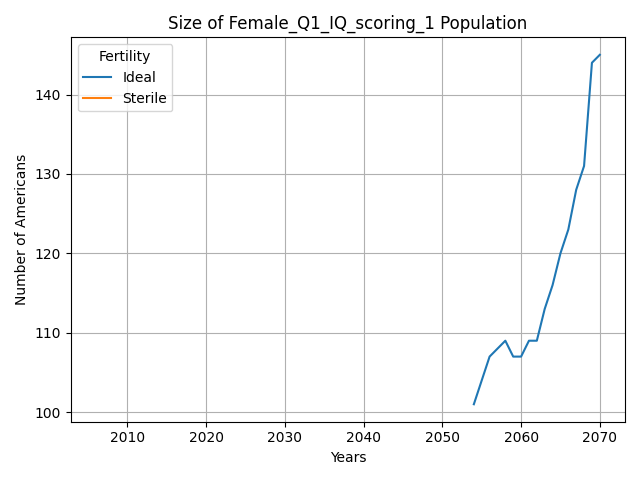 Size of Female_Q1_IQ_scoring_1 Population
Fertility
Ideal
Sterile
140
130
120
110
100
Number of Americans
2010 2020 2030 2040 2050 2060 2070
Years